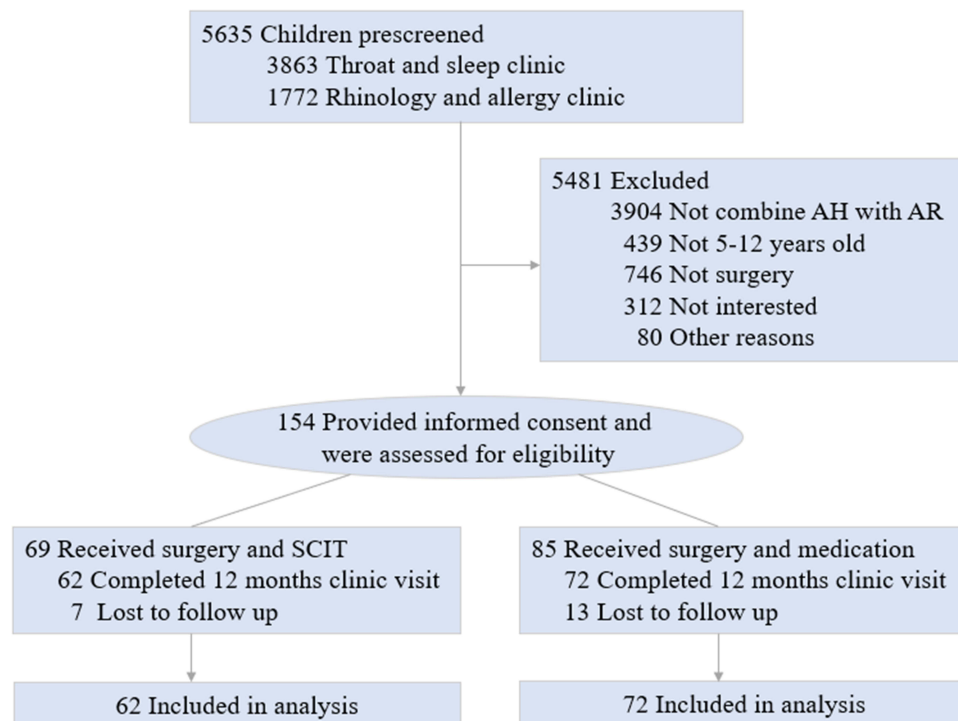 5635 Children prescreened
3863 Throat and sleep clinic
1772 Rhinology and allergy clinic
5481 Excluded
3904 Not combine AH with AR
439 Not 5-12 years old
746 Not surgery
312 Not interested
80 Other reasons
154 Provided informed consent and
were assessed for eligibility
69 Received surgery and SCIT
62 Completed 12 months clinic visit
7 Lost to follow up
85 Received surgery and medication
72 Completed 12 months clinic visit
13 Lost to follow up
62 Included in analysis
72 Included in analysis